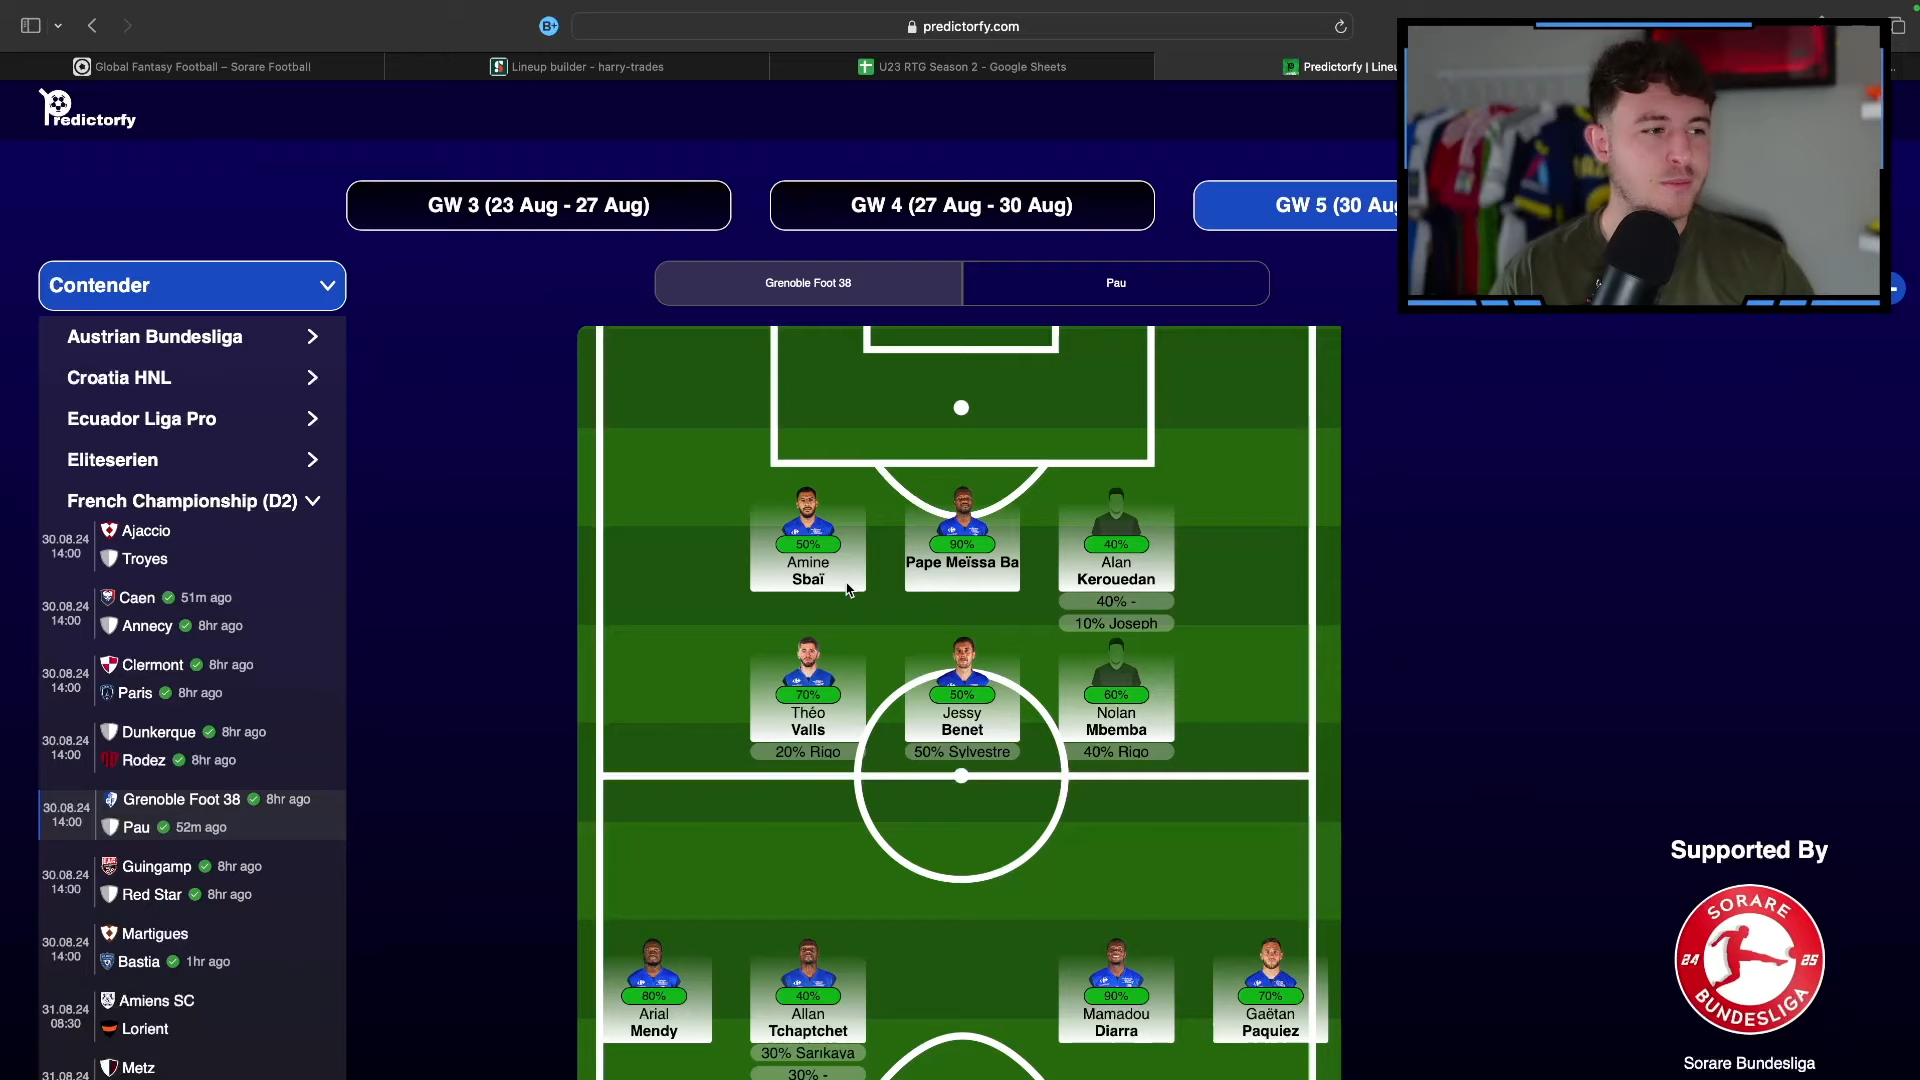 predictorfy.com
Global Fantasy Football – Sorare Football
Lineup builder - harry-trades
U23 RTG Season 2 - Google Sheets
Predictorfy | Lineu
Predictorfy
GW 3 (23 Aug - 27 Aug)
GW 4 (27 Aug - 30 Aug)
GW 5 (30 Aug
Contender
Grenoble Foot 38
Pau
Austrian Bundesliga
Croatia HNL
Ecuador Liga Pro
Eliteserien
French Championship (D2)
30.08.24
14:00
Ajaccio
Troyes
30.08.24
14:00
Caen 51m ago
Annecy 8hr ago
30.08.24
14:00
Clermont 8hr ago
Paris 8hr ago
30.08.24
14:00
Dunkerque 8hr ago
Rodez 8hr ago
30.08.24
14:00
Grenoble Foot 38 8hr ago
Pau 52m ago
30.08.24
14:00
Guingamp 8hr ago
Red Star 8hr ago
30.08.24
14:00
Martigues
Bastia 1hr ago
31.08.24
08:30
Amiens SC
Lorient
31.08.24
Metz
50%
Amine
Sbaï
90%
Pape Meïssa Ba
40%
Alan
Kerouedan
40% -
10% Joseph
70%
Théo
Valls
20% Rigo
50%
Jessy
Benet
50% Sylvestre
60%
Nolan
Mbemba
40% Rigo
80%
Arial
Mendy
40%
Allan
Tchaptchet
30% Sarıkaya
30% -
90%
Mamadou
Diarra
70%
Gaëtan
Paquiez
Supported By
SORARE
24 25
BUNDESLIGA
Sorare Bundesliga